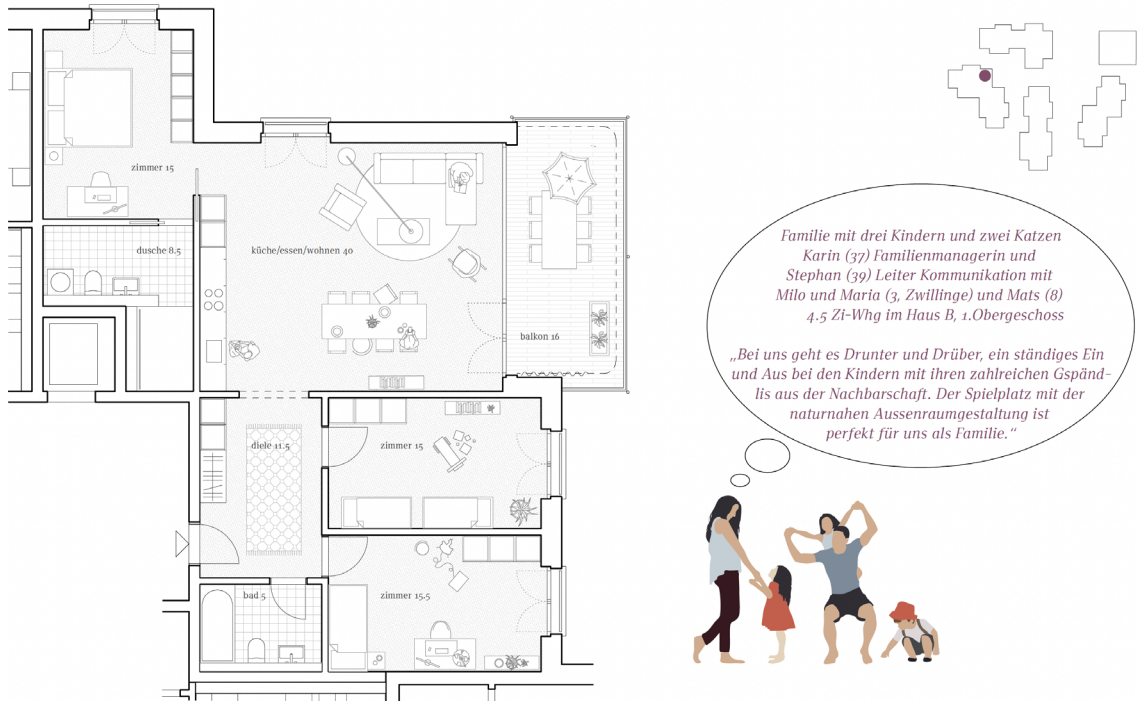 zimmer 15
dusche 8.5
küche/essen/wohnen 40
balkon 16
diele 11.5
zimmer 15
bad 5
zimmer 15.5
Familie mit drei Kindern und zwei Katzen
Karin (37) Familienmanagerin und
Stephan (39) Leiter Kommunikation mit
Milo und Maria (3, Zwillinge) und Mats (8)
4.5 Zi-Whg im Haus B, 1.Obergeschoss
„Bei uns geht es Drunter und Drüber, ein ständiges Ein
und Aus bei den Kindern mit ihren zahlreichen Gspänd-
lis aus der Nachbarschaft. Der Spielplatz mit der
naturnahen Aussenraumgestaltung ist
perfekt für uns als Familie.“